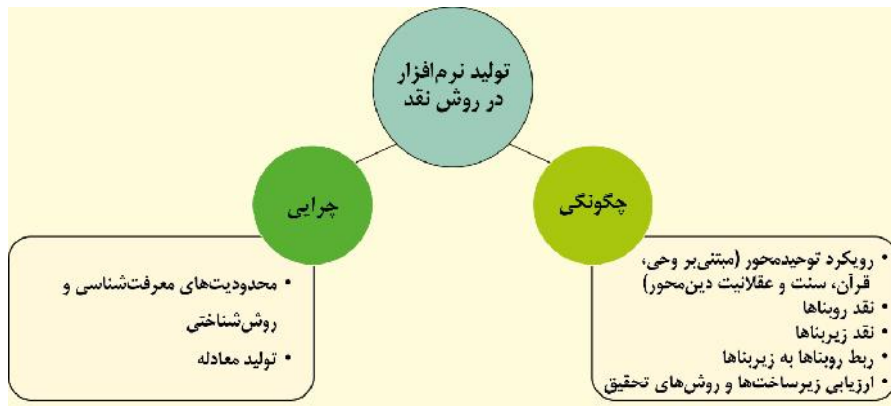 تولید نرم‌افزار
در روش نقد
چگونگی
چرایی
• رویکرد توحیدمحور (مبتنی‌بر وحی،
قرآن، سنت و عقلانیت دین‌محور)
• نقد روبناها
• نقد زیربناها
• ربط روبناها به زیربناها
• ارزیابی زیرساخت‌ها و روش‌های تحقیق
• محدودیت‌های معرفت‌شناسی و
روش‌شناختی
• تولید معادله